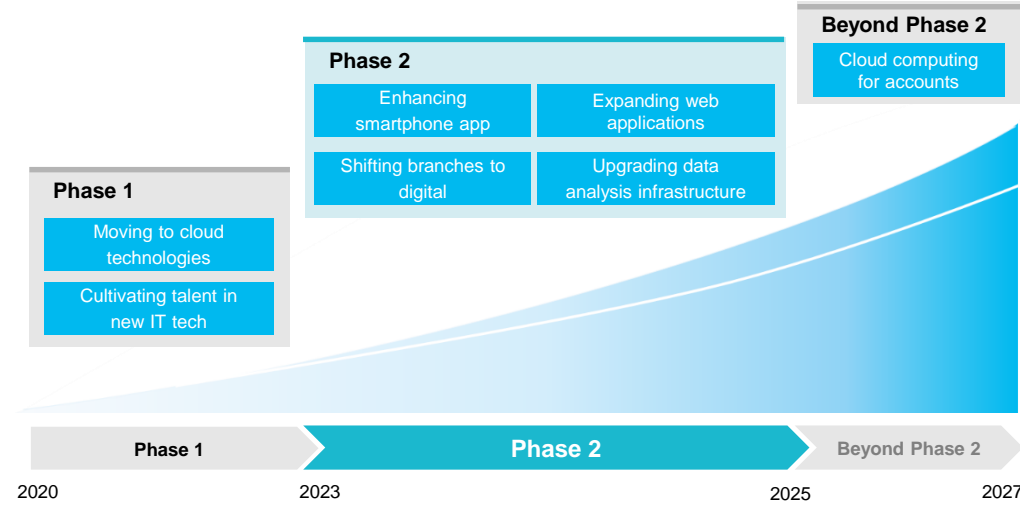 Beyond Phase 2
Cloud computing
for accounts
Phase 2
Enhancing
smartphone app
Expanding web
applications
Shifting branches to
digital
Upgrading data
analysis infrastructure
Phase 1
Moving to cloud
technologies
Cultivating talent in
new IT tech
Phase 1
Phase 2
Beyond Phase 2
2020
2023
2025
2027